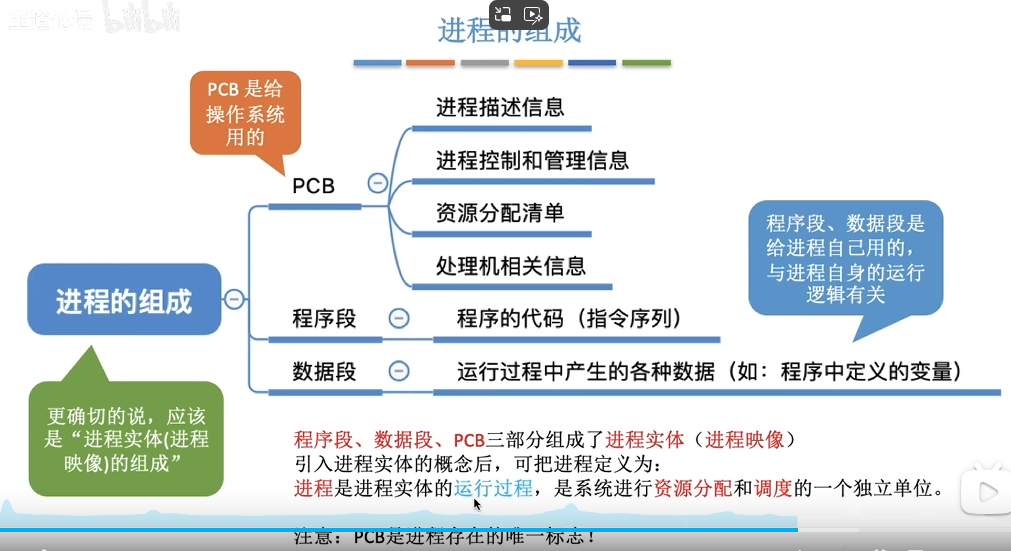 进程的组成
PCB 是给
操作系统
用的
PCB
进程描述信息
进程控制和管理信息
资源分配清单
处理机相关信息
程序段、数据段是
给进程自己用的，
与进程自身的运行
逻辑有关
进程的组成
程序段
程序的代码（指令序列）
数据段
运行过程中产生的各种数据（如：程序中定义的变量）
更确切的说，应该
是“进程实体(进程
映像)的组成”
程序段、数据段、PCB三部分组成了进程实体（进程映像）
引入进程实体的概念后，可把进程定义为：
进程是进程实体的运行过程，是系统进行资源分配和调度的一个独立单位。
注意：PCB是进程存在的唯一标志！